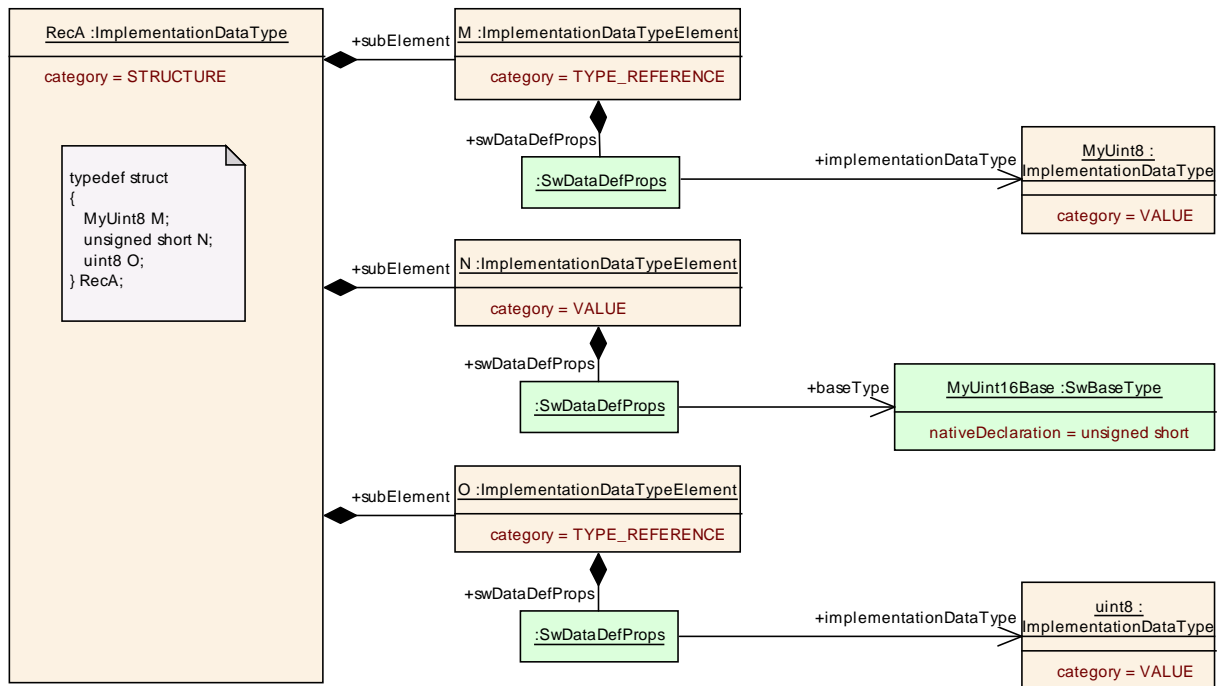 RecA :ImplementationDataType
category = STRUCTURE
typedef struct
{
MyUint8 M;
unsigned short N;
uint8 O;
} RecA;
+subElement
M :ImplementationDataTypeElement
category = TYPE_REFERENCE
+swDataDefProps
:SwDataDefProps
+implementationDataType
MyUint8 :
ImplementationDataType
category = VALUE
+subElement
N :ImplementationDataTypeElement
category = VALUE
+swDataDefProps
:SwDataDefProps
+baseType
MyUint16Base :SwBaseType
nativeDeclaration = unsigned short
+subElement
O :ImplementationDataTypeElement
category = TYPE_REFERENCE
+swDataDefProps
:SwDataDefProps
+implementationDataType
uint8 :
ImplementationDataType
category = VALUE